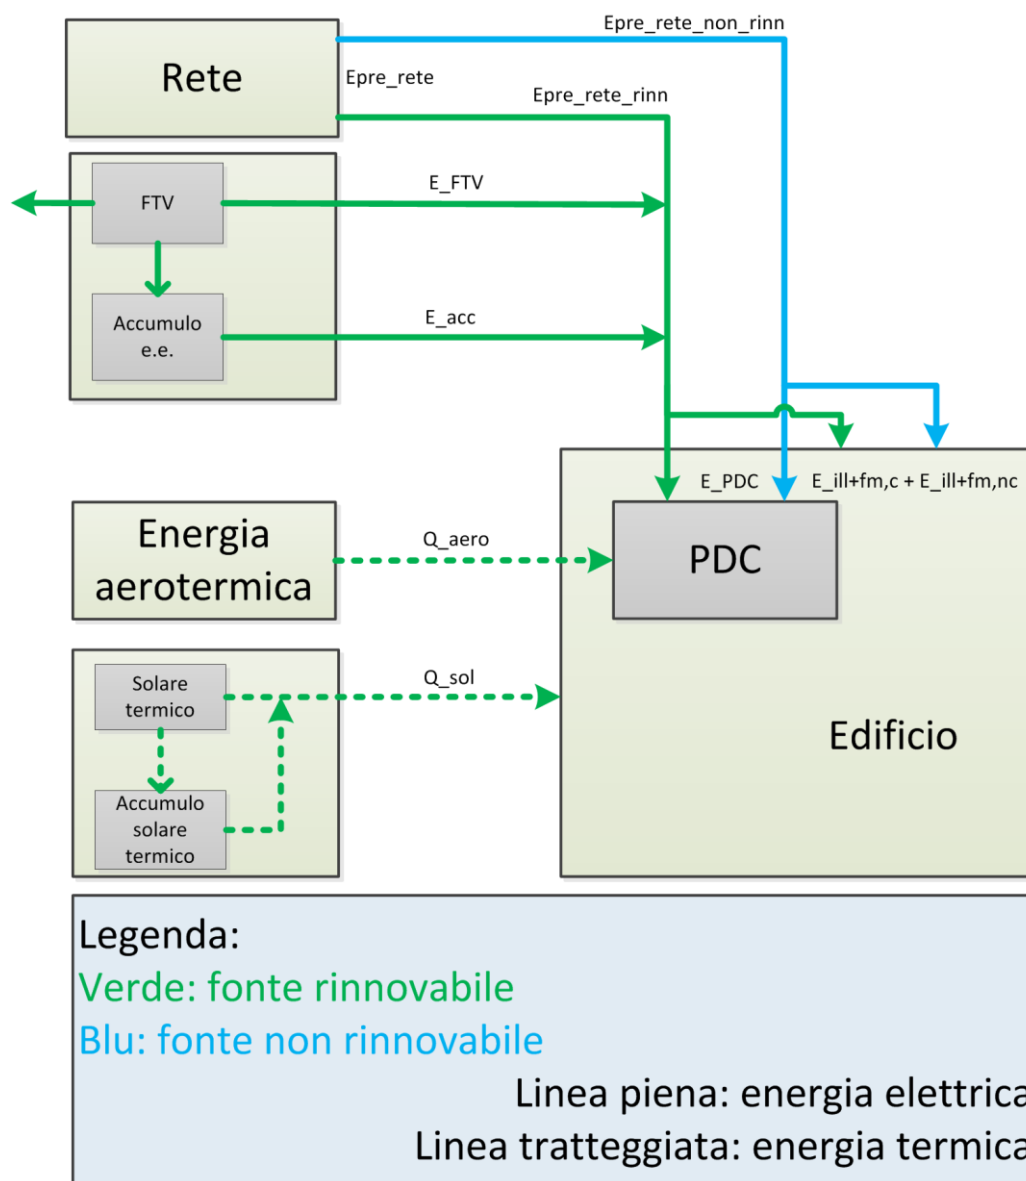 Epre_rete_non_rinn
Rete
Epre_rete
Epre_rete_rinn
FTV
E_FTV
Accumulo
e.e.
E_acc
E_PDC
E_ill+fm,c + E_ill+fm,nc
Energia
aerotermica
Q_aero
PDC
Solare
termico
Q_sol
Edificio
Accumulo
solare
termico
Legenda:
Verde: fonte rinnovabile
Blu: fonte non rinnovabile
Linea piena: energia elettrica
Linea tratteggiata: energia termica